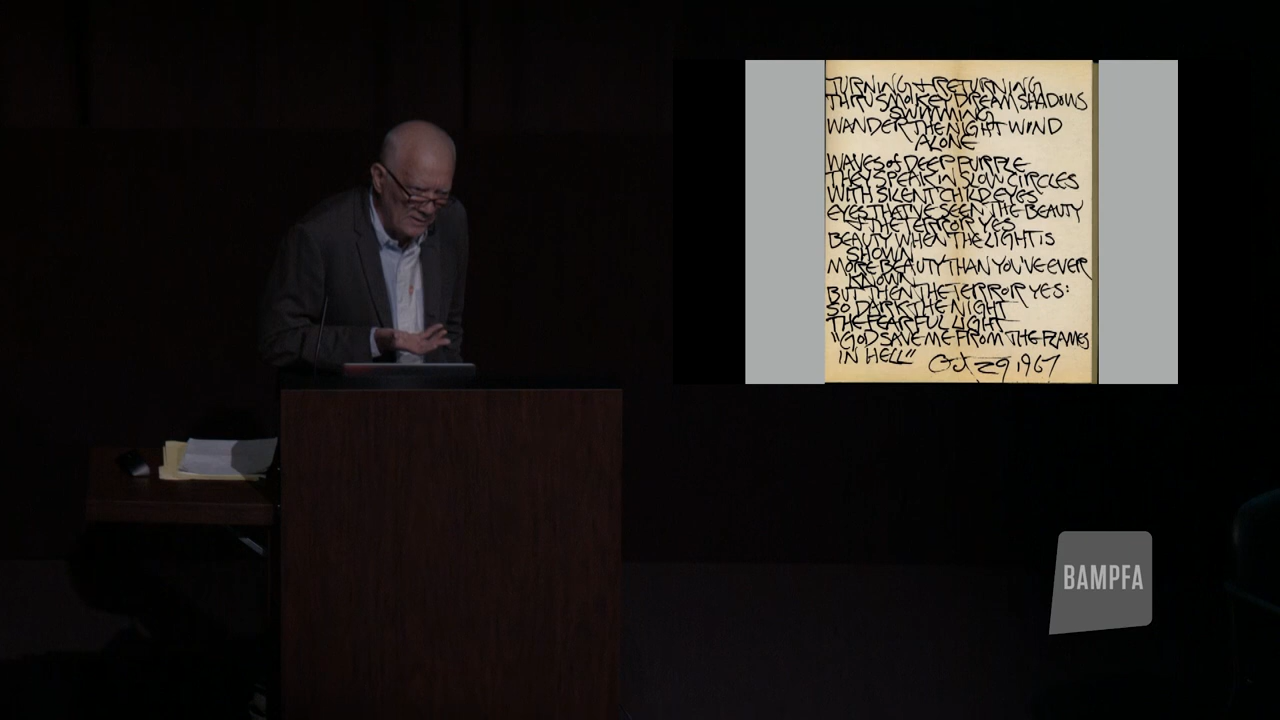 TURNING + RETURNING
THRU SMOKEY DREAM SHADOWS
SWIMMING
WANDER THE NIGHT WIND
ALONE
WAVES of DEEP PURPLE
THEY SPEAK IN SLOW CIRCLES
WITH SILENT CHILD EYES
EYES THAT'VE SEEN THE BEAUTY
& THE TERROR YES
BEAUTY WHEN THE LIGHT IS
SHOWN
MORE BEAUTY THAN YOU'VE EVER
KNOWN
BUT THEN THE TERROR YES:
SO DARK THE NIGHT
THE FEARFUL LIGHT
"GOD SAVE ME FROM THE FLAMES
IN HELL" Oct 29 1967
BAMPFA